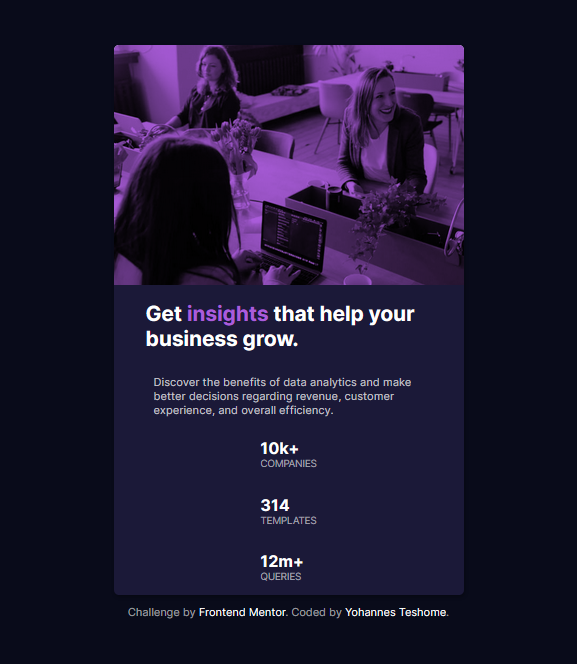 Get insights that help your
business grow.
Discover the benefits of data analytics and make
better decisions regarding revenue, customer
experience, and overall efficiency.
10k+
COMPANIES
314
TEMPLATES
12m+
QUERIES
Challenge by Frontend Mentor. Coded by Yohannes Teshome.